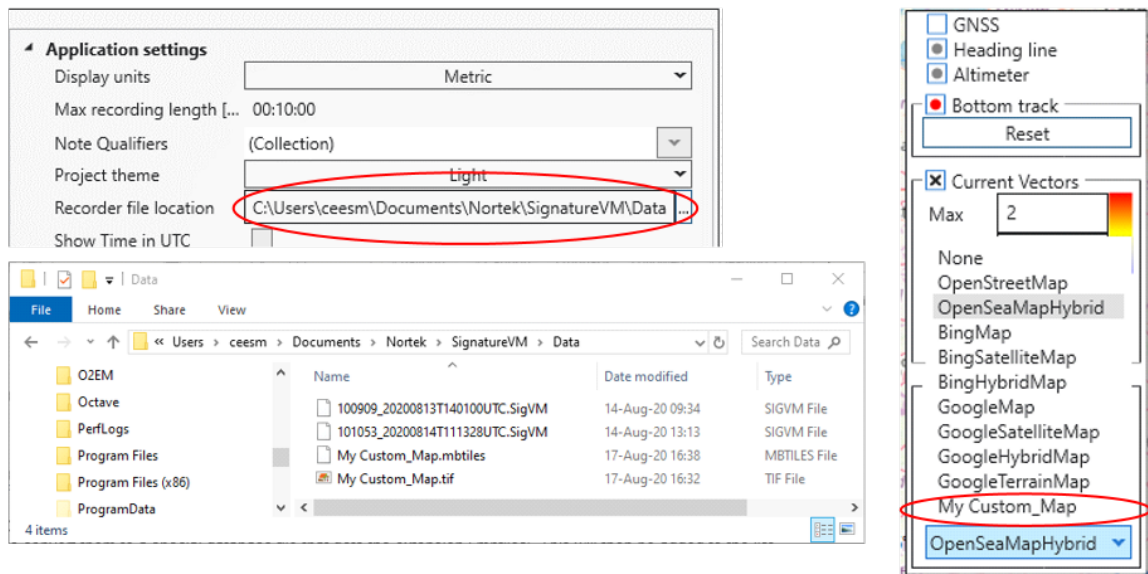 Application settings
Display units Metric
Max recording length [... 00:10:00
Note Qualifiers (Collection)
Project theme Light
Recorder file location C:\Users\ceesm\Documents\Nortek\SignatureVM\Data ...
Show Time in UTC
Data
File Home Share View
« Users › ceesm › Documents › Nortek › SignatureVM › Data Search Data
O2EM
Octave
PerfLogs
Program Files
Program Files (x86)
ProgramData
Name Date modified Type
100909_20200813T140100UTC.SigVM 14-Aug-20 09:34 SIGVM File
101053_20200814T111328UTC.SigVM 14-Aug-20 13:13 SIGVM File
My Custom_Map.mbtiles 17-Aug-20 16:38 MBTILES File
My Custom_Map.tif 17-Aug-20 16:32 TIF File
4 items
GNSS
Heading line
Altimeter
Bottom track
Reset
Current Vectors
Max 2
None
OpenStreetMap
OpenSeaMapHybrid
BingMap
BingSatelliteMap
BingHybridMap
GoogleMap
GoogleSatelliteMap
GoogleHybridMap
GoogleTerrainMap
My Custom_Map
OpenSeaMapHybrid